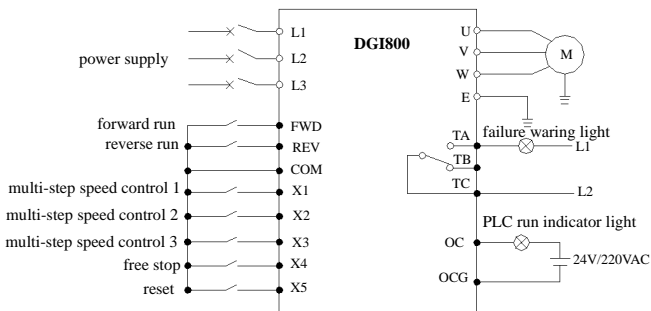 DGI800
power supply
L1
L2
L3
forward run
FWD
reverse run
REV
COM
multi-step speed control 1
X1
multi-step speed control 2
X2
multi-step speed control 3
X3
free stop
X4
reset
X5
U
V
W
M
E
TA
failure waring light
L1
TB
TC
L2
PLC run indicator light
OC
24V/220VAC
OCG